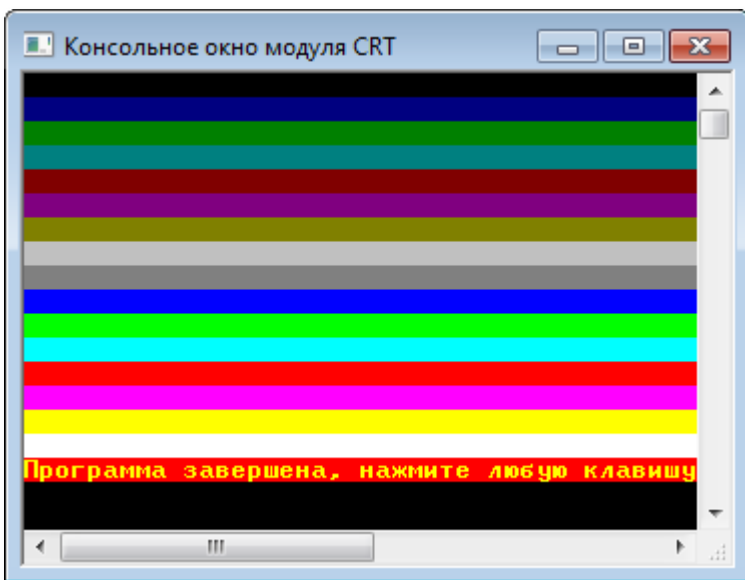 Консольное окно модуля CRT
Программа завершена, нажмите любую клавишу